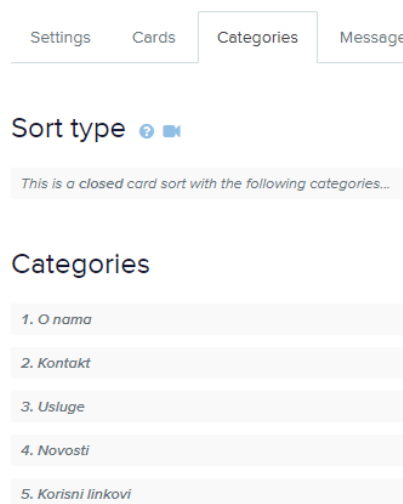 Settings Cards Categories Message
Sort type
This is a closed card sort with the following categories...
Categories
1. O nama
2. Kontakt
3. Usluge
4. Novosti
5. Korisni linkovi